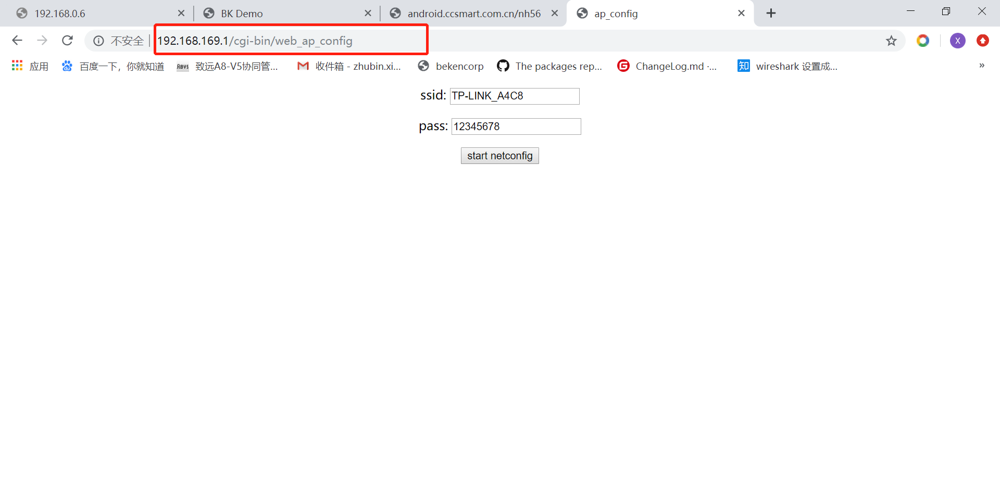 192.168.0.6
BK Demo
android.ccsmart.com.cn/nh56
ap_config
不安全 192.168.169.1/cgi-bin/web_ap_config
X
应用
百度一下，你就知道
ABV5 致远A8-V5协同管...
收件箱 - zhubin.xi...
bekencorp
The packages rep...
G ChangeLog.md ·...
知 wireshark 设置成...
»
ssid: TP-LINK_A4C8
pass: 12345678
start netconfig